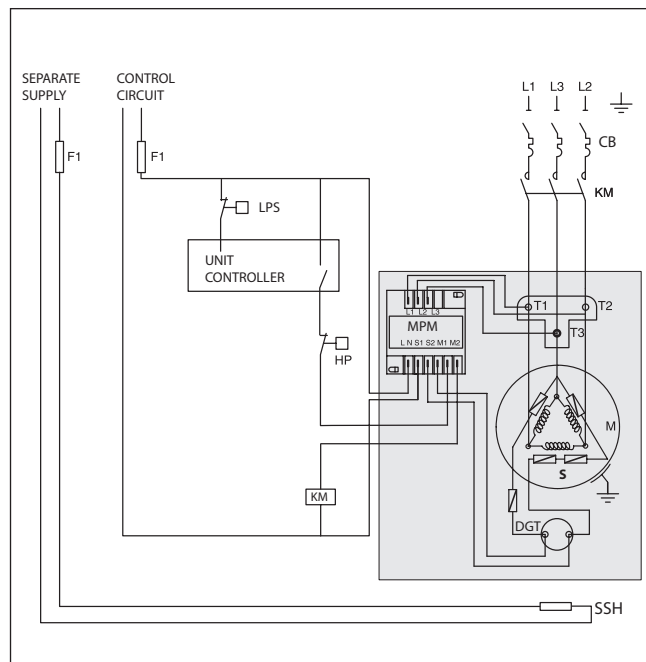 SEPARATE
SUPPLY
CONTROL
CIRCUIT
L1 L3 L2
F1
F1
CB
LPS
KM
UNIT
CONTROLLER
L1 L2 L3
MPM
L N S1 S2 M1 M2
T1
T2
T3
HP
M
S
KM
DGT
SSH